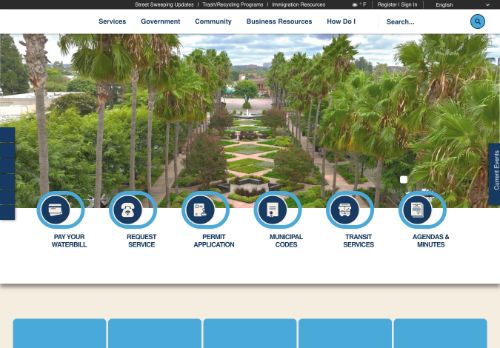 Street Sweeping Updates | Trash/Recycling Programs | Immigration Resources
° F
Register | Sign In
English
Services
Government
Community
Business Resources
How Do I
Search...
Current Events
PAY YOUR
WATERBILL
REQUEST
SERVICE
PERMIT
APPLICATION
MUNICIPAL
CODES
TRANSIT
SERVICES
AGENDAS &
MINUTES